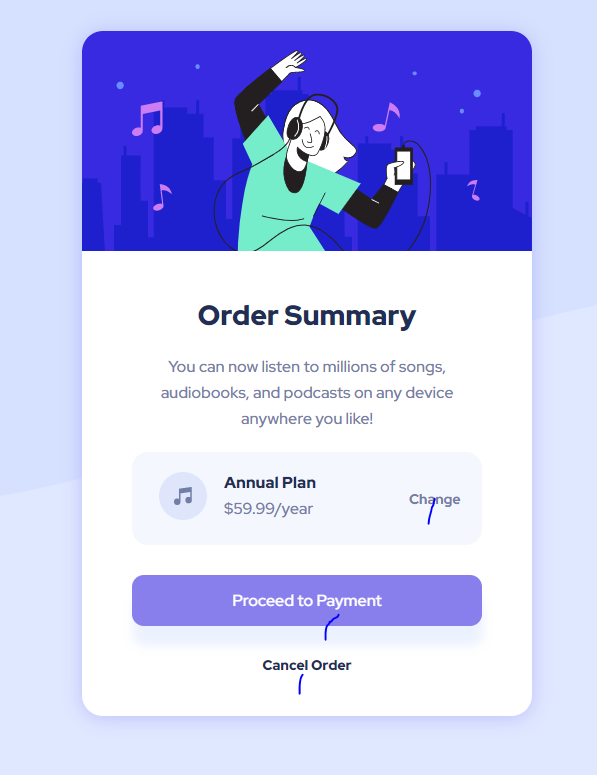 Order Summary
You can now listen to millions of songs,
audiobooks, and podcasts on any device
anywhere you like!
Annual Plan
$59.99/year
Change
Proceed to Payment
Cancel Order